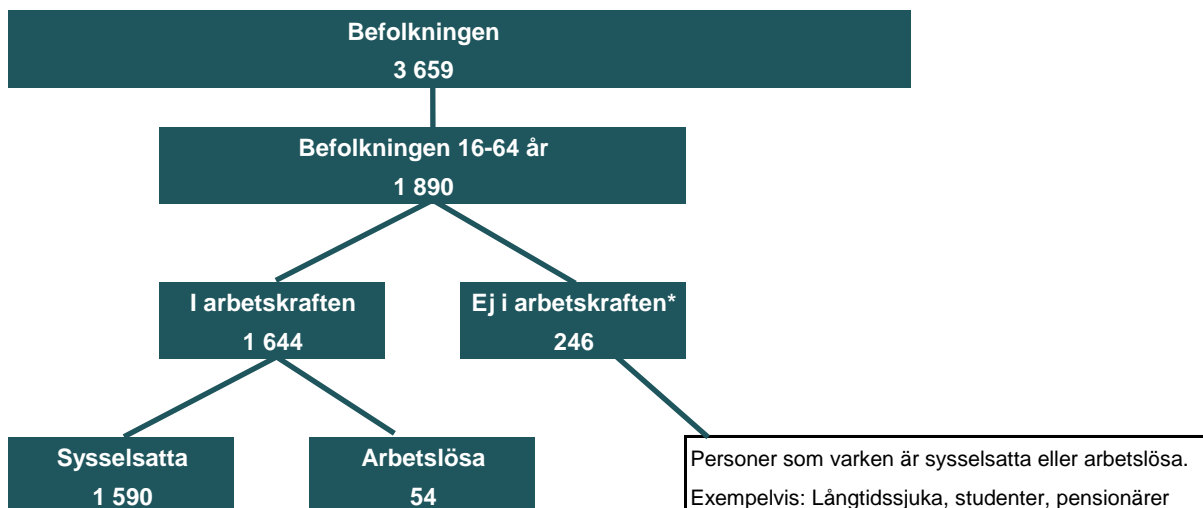 Befolkningen
3 659
Befolkningen 16-64 år
1 890
I arbetskraften
1 644
Ej i arbetskraften*
246
Sysselsatta
1 590
Arbetslösa
54
Personer som varken är sysselsatta eller arbetslösa.
Exempelvis: Långtidssjuka, studenter, pensionärer